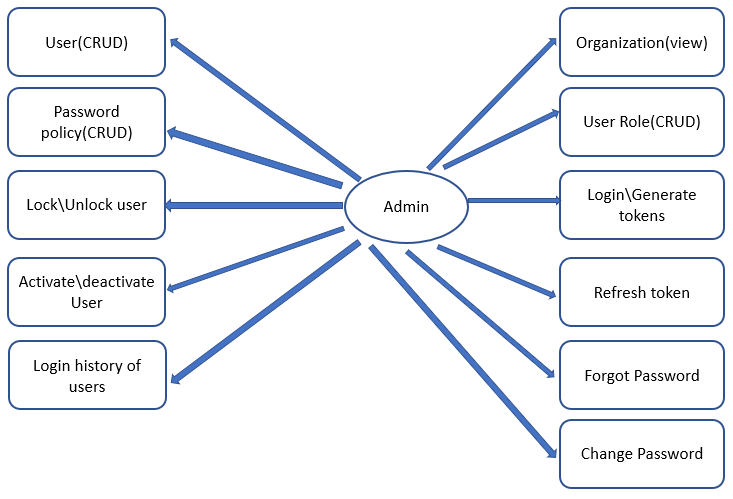 User(CRUD)
Password
policy(CRUD)
Lock\Unlock user
Activate\deactivate
User
Login history of
users
Admin
Organization(view)
User Role(CRUD)
Login\Generate
tokens
Refresh token
Forgot Password
Change Password